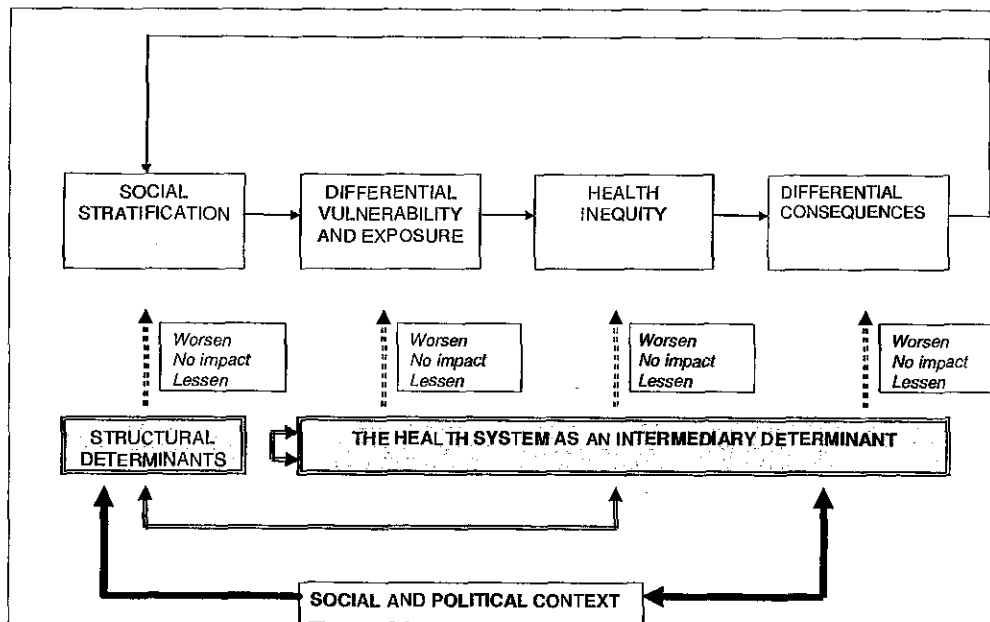 SOCIAL
STRATIFICATION
DIFFERENTIAL
VULNERABILITY
AND EXPOSURE
HEALTH
INEQUITY
DIFFERENTIAL
CONSEQUENCES
Worsen
No impact
Lessen
Worsen
No impact
Lessen
Worsen
No impact
Lessen
Worsen
No impact
Lessen
STRUCTURAL
DETERMINANTS
THE HEALTH SYSTEM AS AN INTERMEDIARY DETERMINANT
SOCIAL AND POLITICAL CONTEXT